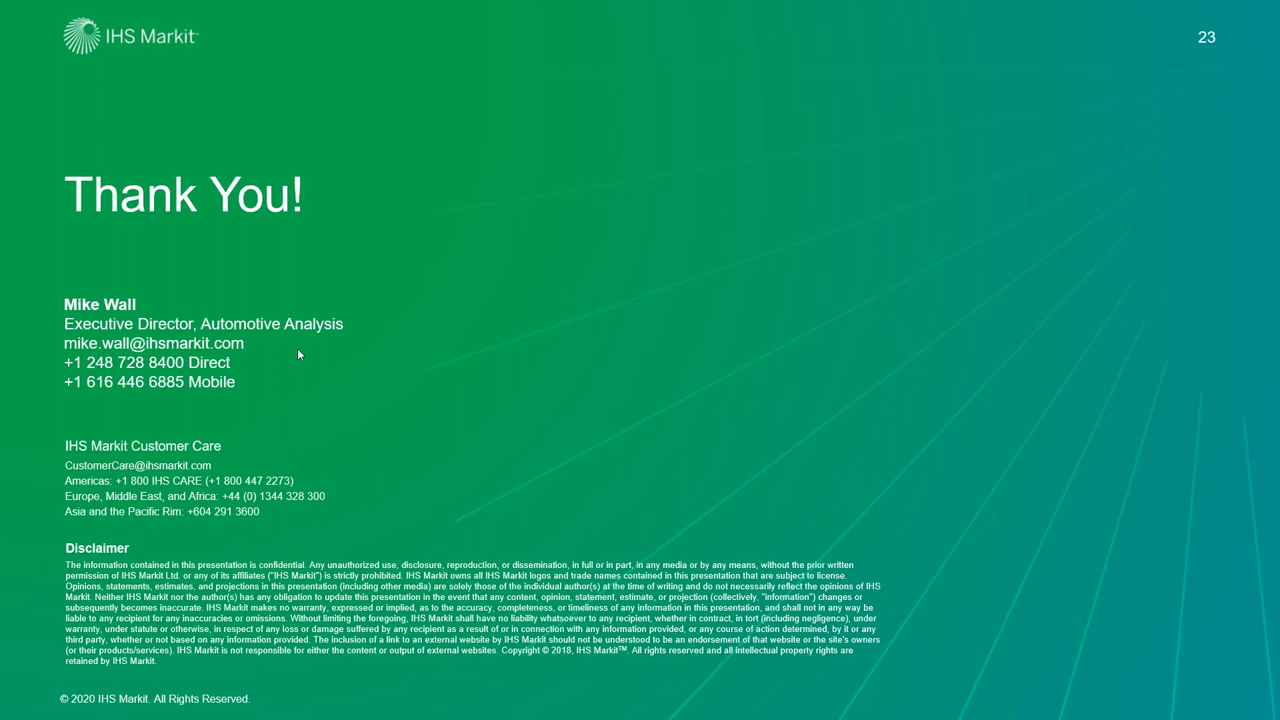 IHS Markit™
23
Thank You!
Mike Wall
Executive Director, Automotive Analysis
mike.wall@ihsmarkit.com
+1 248 728 8400 Direct
+1 616 446 6885 Mobile
IHS Markit Customer Care
CustomerCare@ihsmarkit.com
Americas: +1 800 IHS CARE (+1 800 447 2273)
Europe, Middle East, and Africa: +44 (0) 1344 328 300
Asia and the Pacific Rim: +604 291 3600
Disclaimer
The information contained in this presentation is confidential. Any unauthorized use, disclosure, reproduction, or dissemination, in full or in part, in any media or by any means, without the prior written
permission of IHS Markit Ltd. or any of its affiliates ("IHS Markit") is strictly prohibited. IHS Markit owns all IHS Markit logos and trade names contained in this presentation that are subject to license.
Opinions, statements, estimates, and projections in this presentation (including other media) are solely those of the individual author(s) at the time of writing and do not necessarily reflect the opinions of IHS
Markit. Neither IHS Markit nor the author(s) has any obligation to update this presentation in the event that any content, opinion, statement, estimate, or projection (collectively, "information") changes or
subsequently becomes inaccurate. IHS Markit makes no warranty, expressed or implied, as to the accuracy, completeness, or timeliness of any information in this presentation, and shall not in any way be
liable to any recipient for any inaccuracies or omissions. Without limiting the foregoing, IHS Markit shall have no liability whatsoever to any recipient, whether in contract, in tort (including negligence), under
warranty, under statute or otherwise, in respect of any loss or damage suffered by any recipient as a result of or in connection with any information provided, or any course of action determined, by it or any
third party, whether or not based on any information provided. The inclusion of a link to an external website by IHS Markit should not be understood to be an endorsement of that website or the site's owners
(or their products/services). IHS Markit is not responsible for either the content or output of external websites. Copyright © 2018, IHS Markit™. All rights reserved and all intellectual property rights are
retained by IHS Markit.
© 2020 IHS Markit. All Rights Reserved.